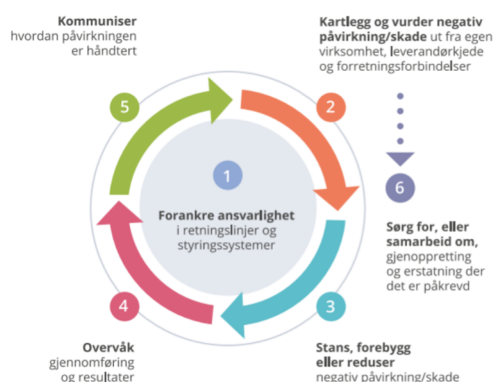 Kommuniser
hvordan påvirkningen
er håndtert
5
Kartlegg og vurder negativ
påvirkning/skade ut fra egen
virksomhet, leverandørkjede
og forretningsforbindelser
2
1
Forankre ansvarlighet
i retningslinjer og
styringssystemer
6
Sørg for, eller
samarbeid om,
gjenoppretting
og erstatning der
det er påkrevd
4
Overvåk
gjennomføring
og resultater
3
Stans, forebygg
eller reduser
negativ påvirkning/skade